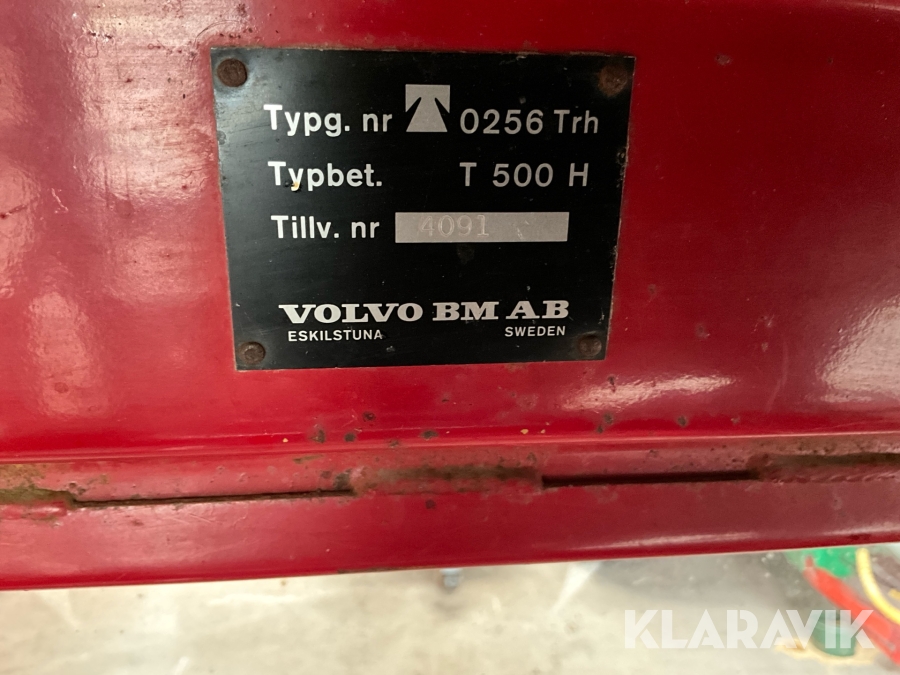 Typg. nr 0256 Trh
Typbet. T 500 H
Tillv. nr 4091
VOLVO BM AB
ESKILSTUNA SWEDEN
KLARAVIK